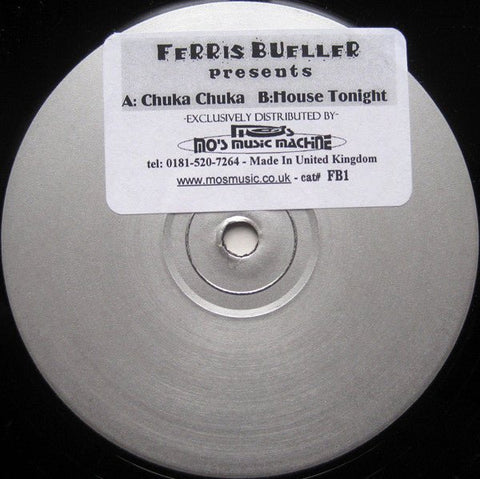 FERRIS BUELLER
presents
A: Chuka Chuka B:House Tonight
-EXCLUSIVELY DISTRIBUTED BY-
MO'S MUSIC MACHINE
tel: 0181-520-7264 - Made In United Kingdom
www.mosmusic.co.uk - cat# FB1